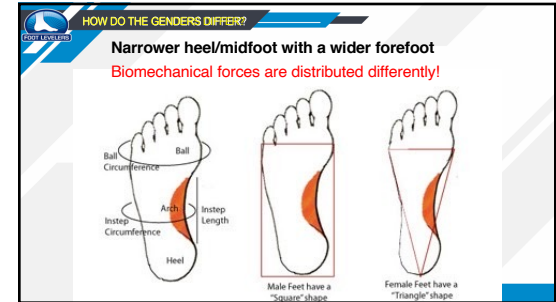 HOW DO THE GENDERS DIFFER?
FOOT LEVELERS
Narrower heel/midfoot with a wider forefoot
Biomechanical forces are distributed differently!
Ball
Circumference
Ball
Arch
Instep
Length
Instep
Circumference
Heel
Male Feet have a
"Square" shape
Female Feet have a
"Triangle" shape